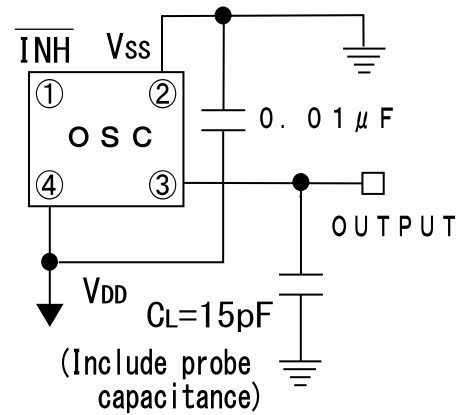 INH
VSS
① ②
OSC
④ ③
0.01μF
OUTPUT
VDD
CL=15pF
(Include probe
capacitance)